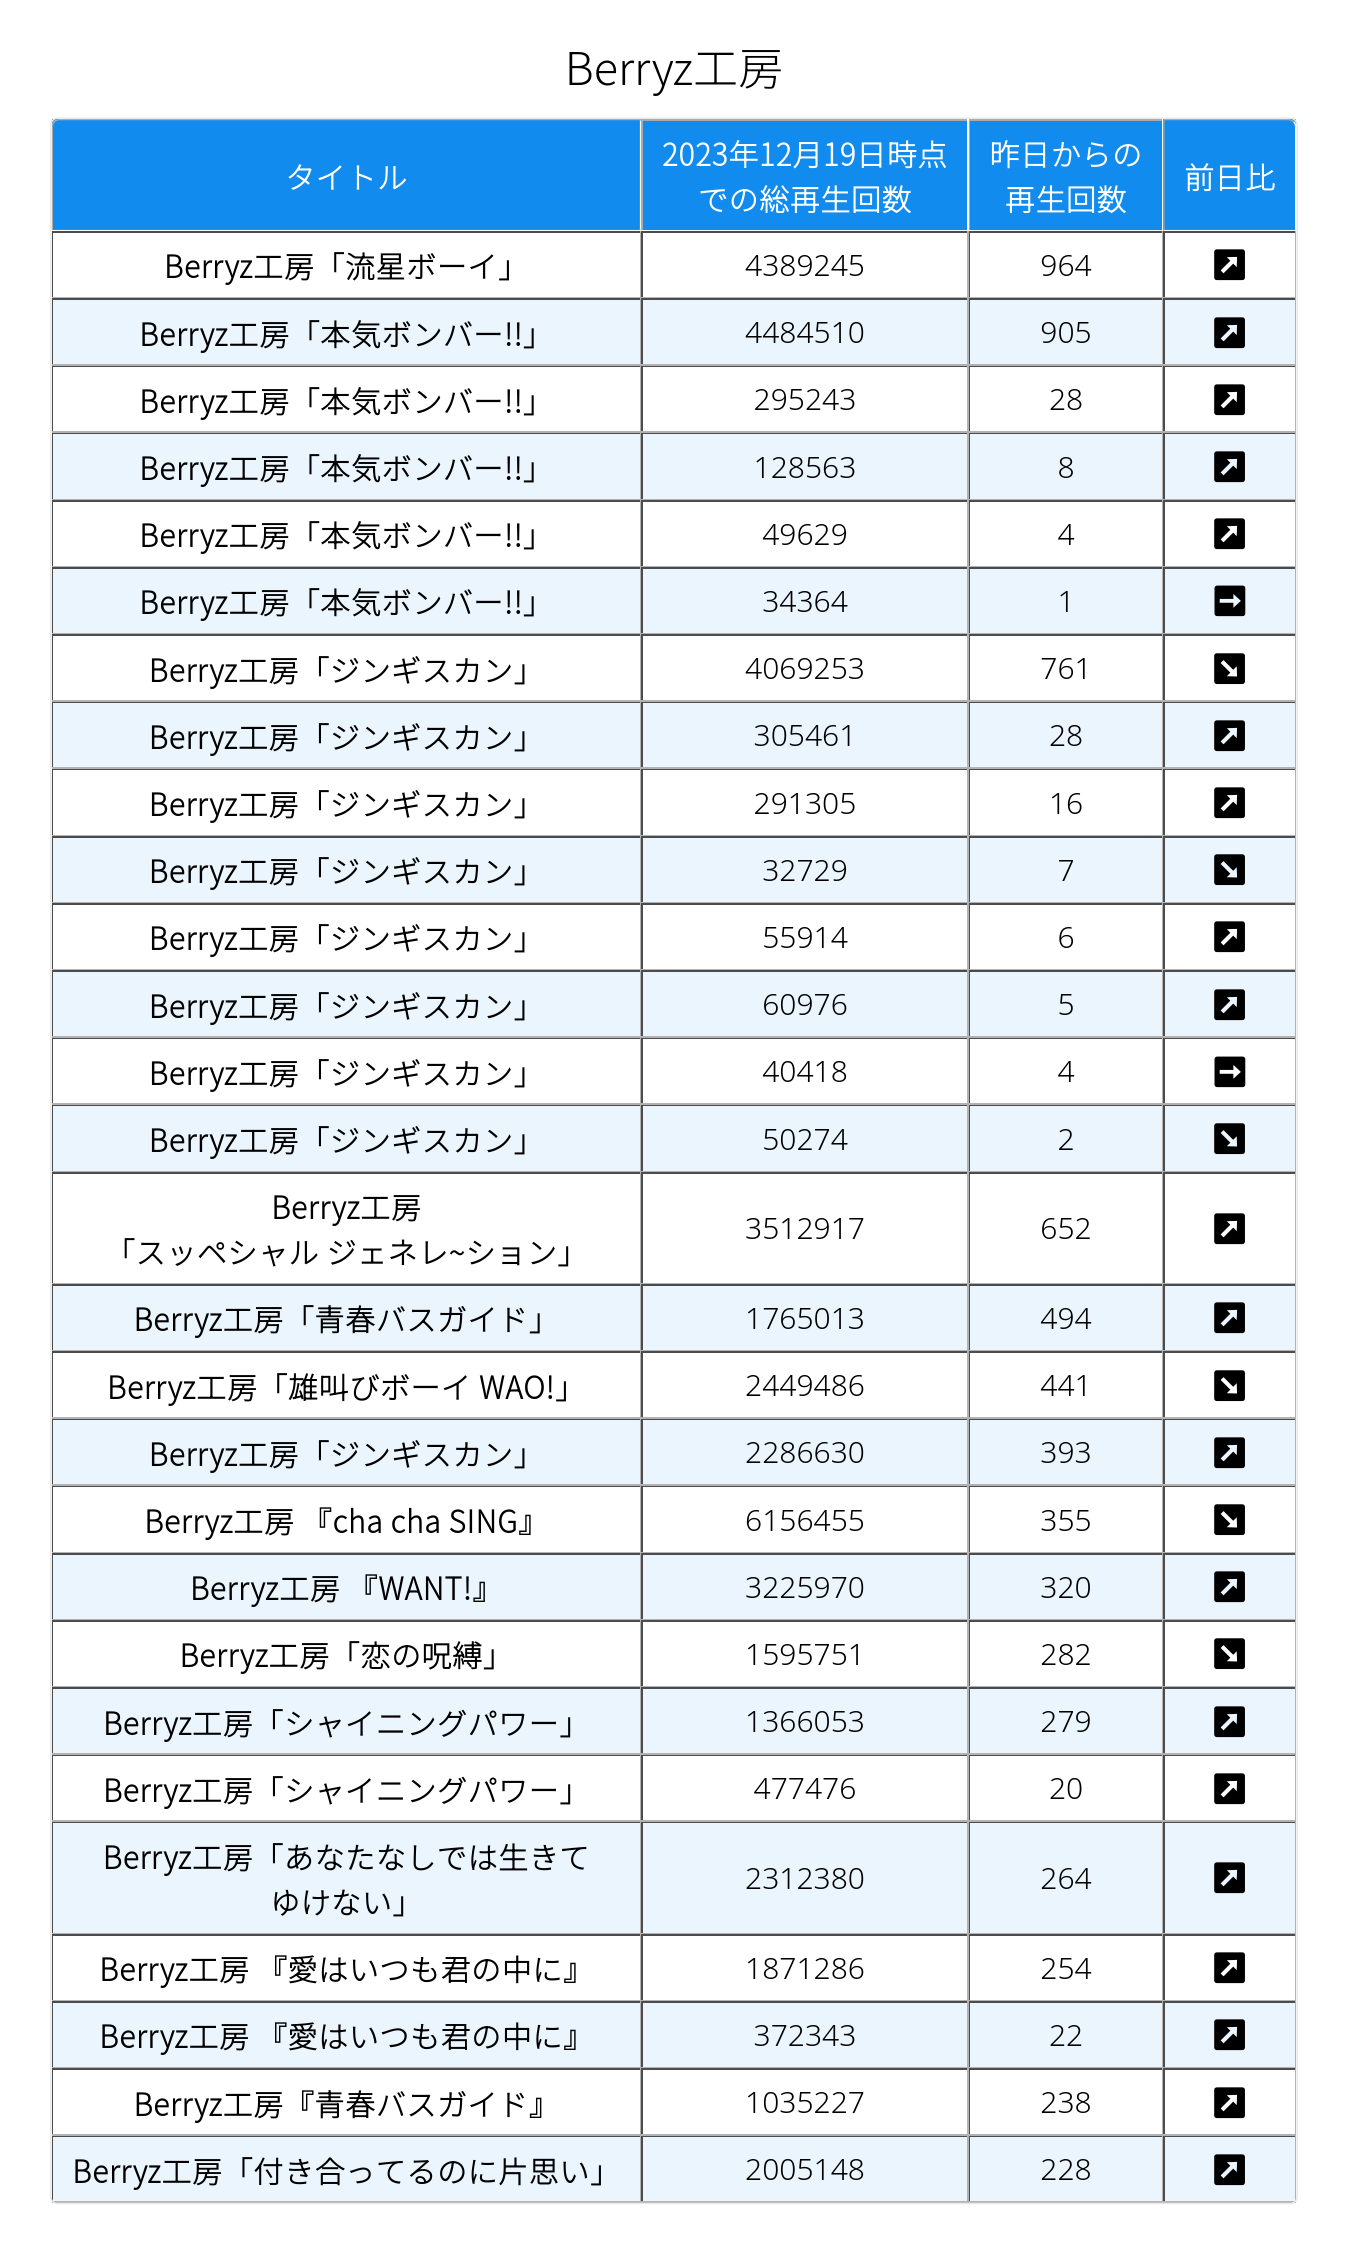 Berryz工房
タイトル 2023年12月19日時点での総再生回数 昨日からの再生回数 前日比
Berryz工房「流星ボーイ」 4389245 964 ↗
Berryz工房「本気ボンバー!!」 4484510 905 ↗
Berryz工房「本気ボンバー!!」 295243 28 ↗
Berryz工房「本気ボンバー!!」 128563 8 ↗
Berryz工房「本気ボンバー!!」 49629 4 ↗
Berryz工房「本気ボンバー!!」 34364 1 →
Berryz工房「ジンギスカン」 4069253 761 ↘
Berryz工房「ジンギスカン」 305461 28 ↗
Berryz工房「ジンギスカン」 291305 16 ↗
Berryz工房「ジンギスカン」 32729 7 ↘
Berryz工房「ジンギスカン」 55914 6 ↗
Berryz工房「ジンギスカン」 60976 5 ↗
Berryz工房「ジンギスカン」 40418 4 →
Berryz工房「ジンギスカン」 50274 2 ↘
Berryz工房
「スッペシャル ジェネレ~ション」 3512917 652 ↗
Berryz工房「青春バスガイド」 1765013 494 ↗
Berryz工房「雄叫びボーイ WAO!」 2449486 441 ↘
Berryz工房「ジンギスカン」 2286630 393 ↗
Berryz工房 『cha cha SING』 6156455 355 ↘
Berryz工房 『WANT!』 3225970 320 ↗
Berryz工房「恋の呪縛」 1595751 282 ↘
Berryz工房「シャイニングパワー」 1366053 279 ↗
Berryz工房「シャイニングパワー」 477476 20 ↗
Berryz工房「あなたなしでは生きて
ゆけない」 2312380 264 ↗
Berryz工房 『愛はいつも君の中に』 1871286 254 ↗
Berryz工房 『愛はいつも君の中に』 372343 22 ↗
Berryz工房『青春バスガイド』 1035227 238 ↗
Berryz工房「付き合ってるのに片思い」 2005148 228 ↗